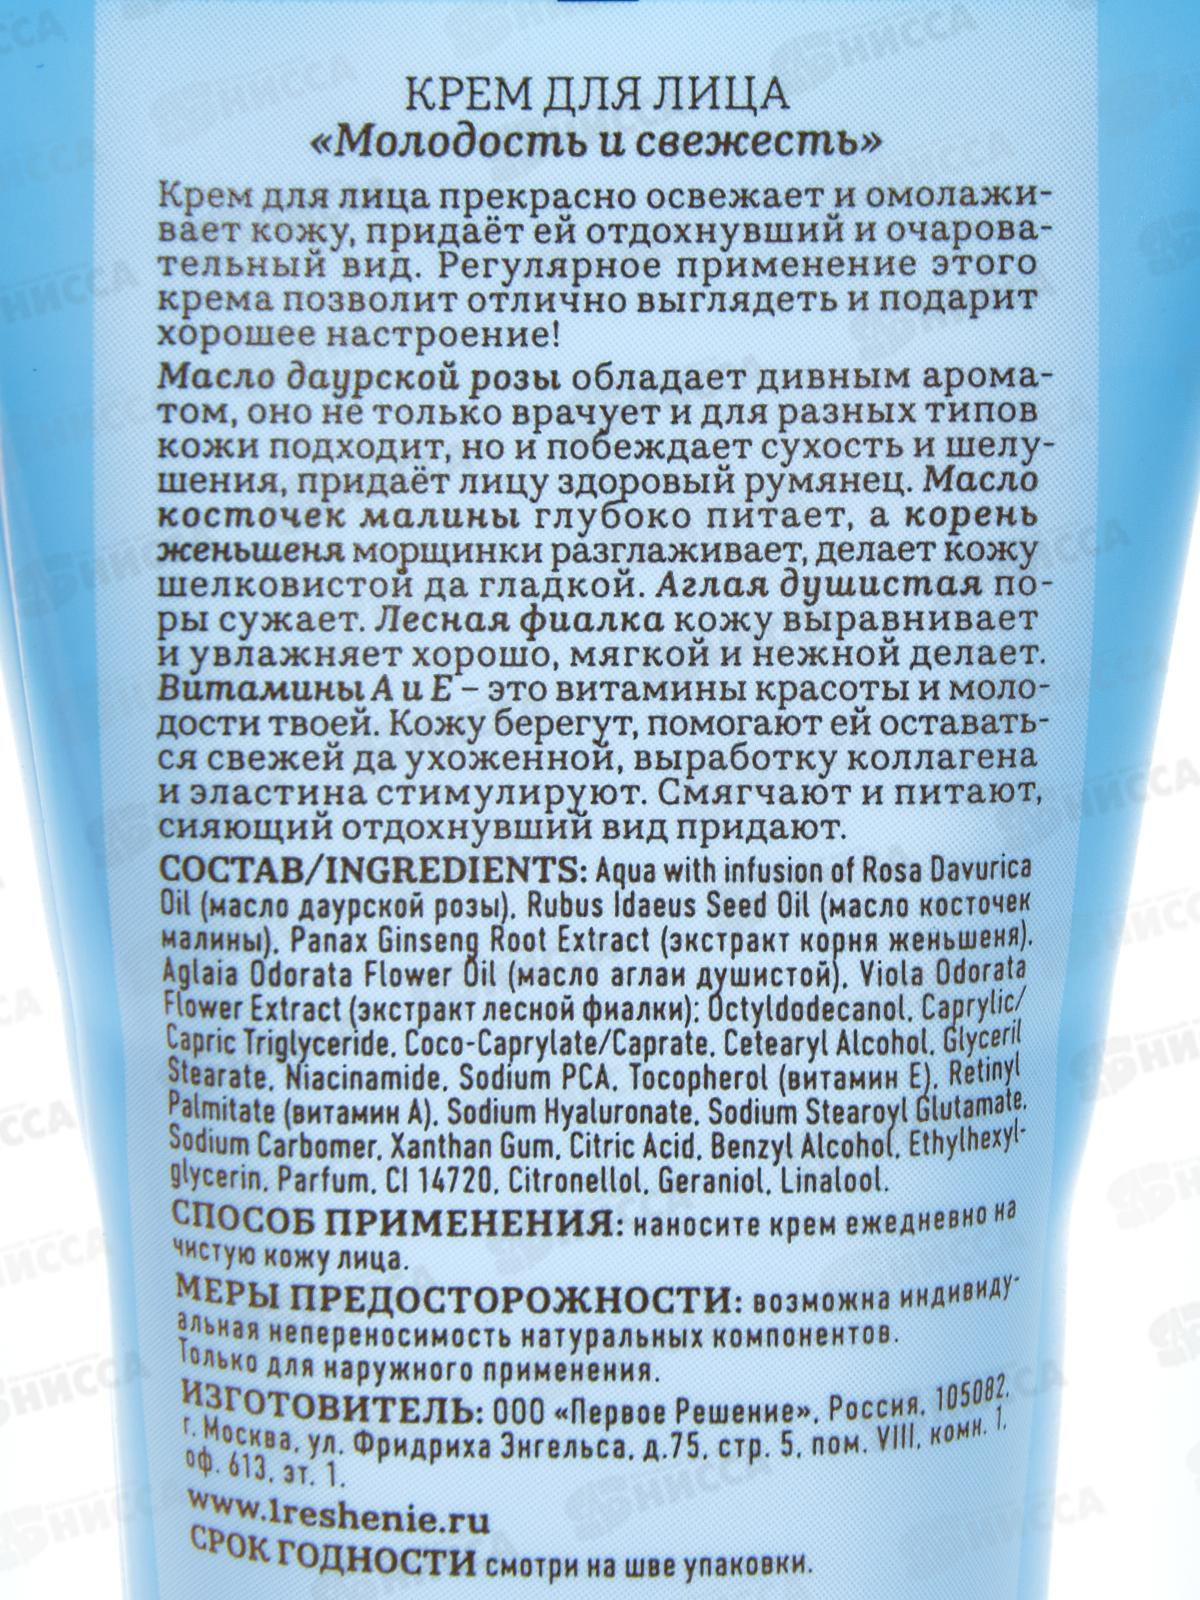 КРЕМ ДЛЯ ЛИЦА
«Молодость и свежесть»
Крем для лица прекрасно освежает и омолажи-
вает кожу, придаёт ей отдохнувший и очарова-
тельный вид. Регулярное применение этого
крема позволит отлично выглядеть и подарит
хорошее настроение!
Масло даурской розы обладает дивным арома-
том, оно не только врачует и для разных типов
кожи подходит, но и побеждает сухость и шелу-
шения, придаёт лицу здоровый румянец. Масло
косточек малины глубоко питает, а корень
женьшеня морщинки разглаживает, делает кожу
шелковистой да гладкой. Аглая душистая по-
ры сужает. Лесная фиалка кожу выравнивает
и увлажняет хорошо, мягкой и нежной делает.
Витамины А и Е – это витамины красоты и моло-
дости твоей. Кожу берегут, помогают ей оставать-
ся свежей да ухоженной, выработку коллагена
и эластина стимулируют. Смягчают и питают,
сияющий отдохнувший вид придают.
СОСТАВ/INGREDIENTS: Aqua with infusion of Rosa Davurica
Oil (масло даурской розы), Rubus Idaeus Seed Oil (масло косточек
малины), Panax Ginseng Root Extract (экстракт корня женьшеня),
Aglaia Odorata Flower Oil (масло аглаи душистой), Viola Odorata
Flower Extract (экстракт лесной фиалки); Octyldodecanol, Caprylic/
Capric Triglyceride, Coco-Caprylate/Caprate, Cetearyl Alcohol, Glyceril
Stearate, Niacinamide, Sodium PCA, Tocopherol (витамин Е), Retinyl
Palmitate (витамин А), Sodium Hyaluronate, Sodium Stearoyl Glutamate,
Sodium Carbomer, Xanthan Gum, Citric Acid, Benzyl Alcohol, Ethylhexyl-
glycerin, Parfum, CI 14720, Citronellol, Geraniol, Linalool.
СПОСОБ ПРИМЕНЕНИЯ: наносите крем ежедневно на
чистую кожу лица.
МЕРЫ ПРЕДОСТОРОЖНОСТИ: возможна индивиду-
альная непереносимость натуральных компонентов.
Только для наружного применения.
ИЗГОТОВИТЕЛЬ: ООО «Первое Решение», Россия, 105082,
г. Москва, ул. Фридриха Энгельса, д.75, стр. 5, пом. VIII, комн. 1,
оф. 613, эт. 1.
www.1reshenie.ru
СРОК ГОДНОСТИ смотри на шве упаковки.